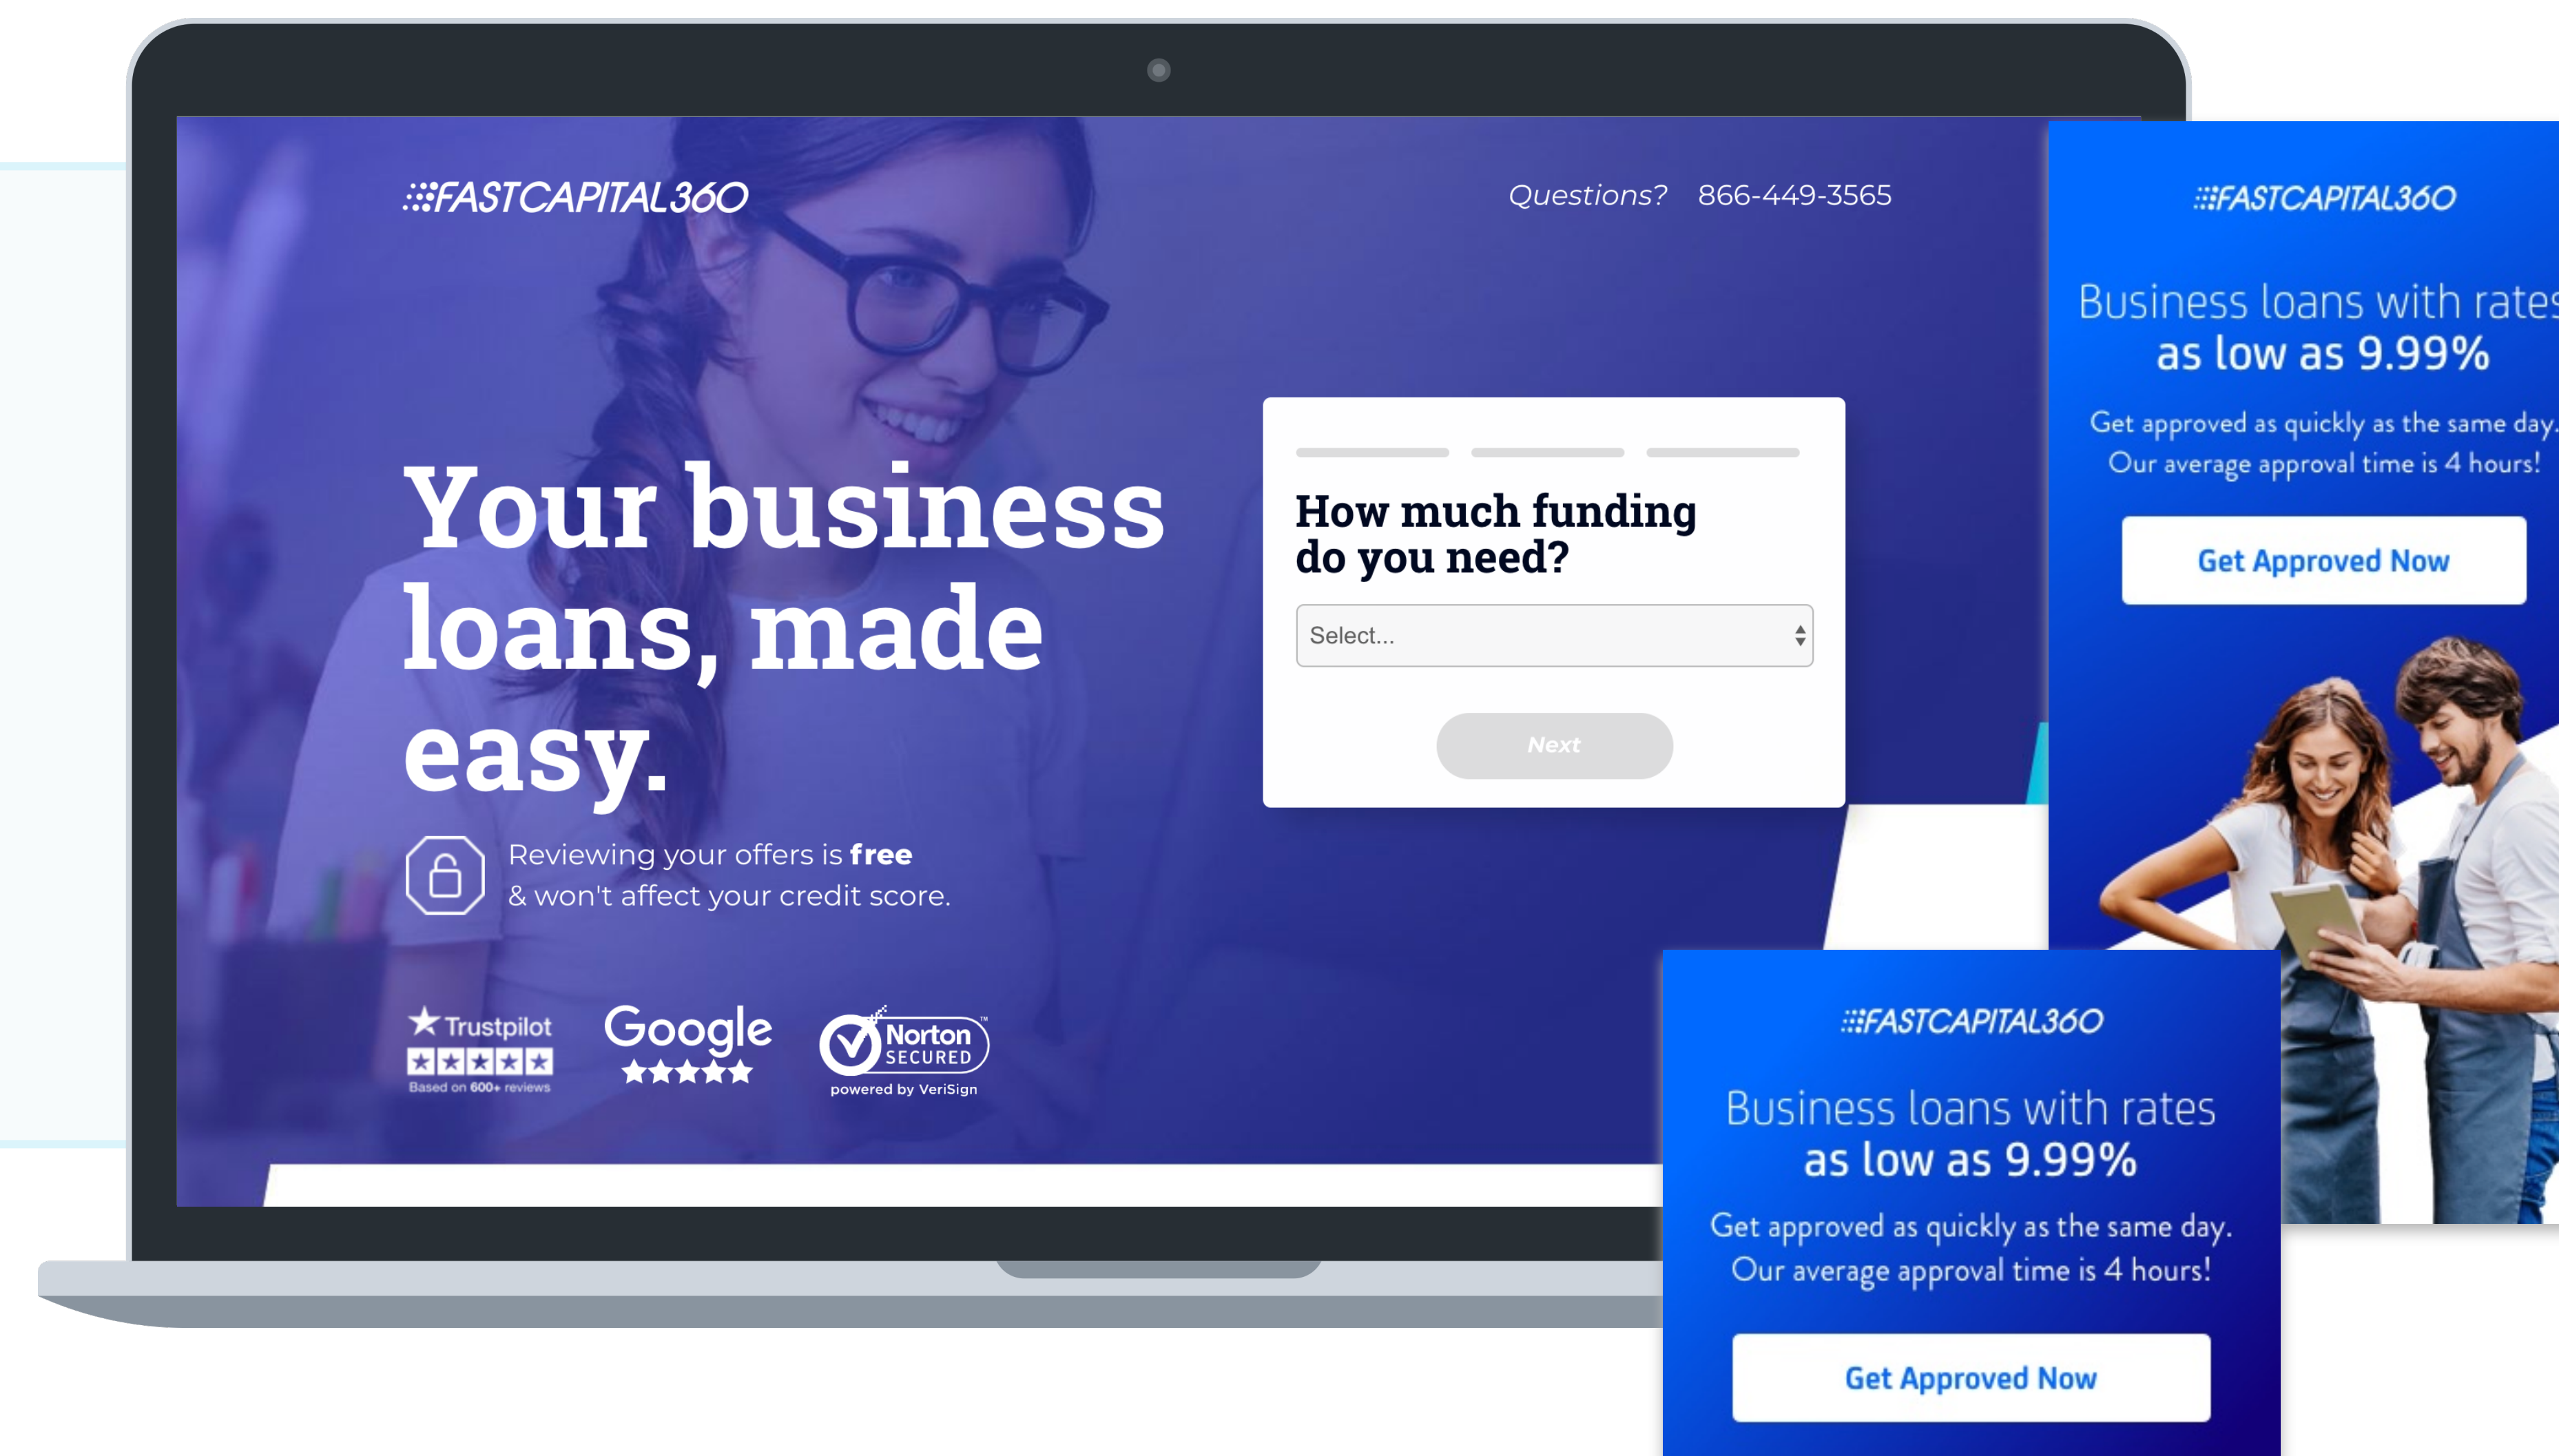 FASTCAPITAL360
Questions? 866-449-3565
Your business
loans, made
easy.
Reviewing your offers is free
& won't affect your credit score.
Trustpilot
Based on 600+ reviews
Google
Norton
SECURED
™
powered by VeriSign
How much funding
do you need?
Select...
Next
FASTCAPITAL360
Business loans with rates
as low as 9.99%
Get approved as quickly as the same day.
Our average approval time is 4 hours!
Get Approved Now
FASTCAPITAL360
Business loans with rates
as low as 9.99%
Get approved as quickly as the same day.
Our average approval time is 4 hours!
Get Approved Now